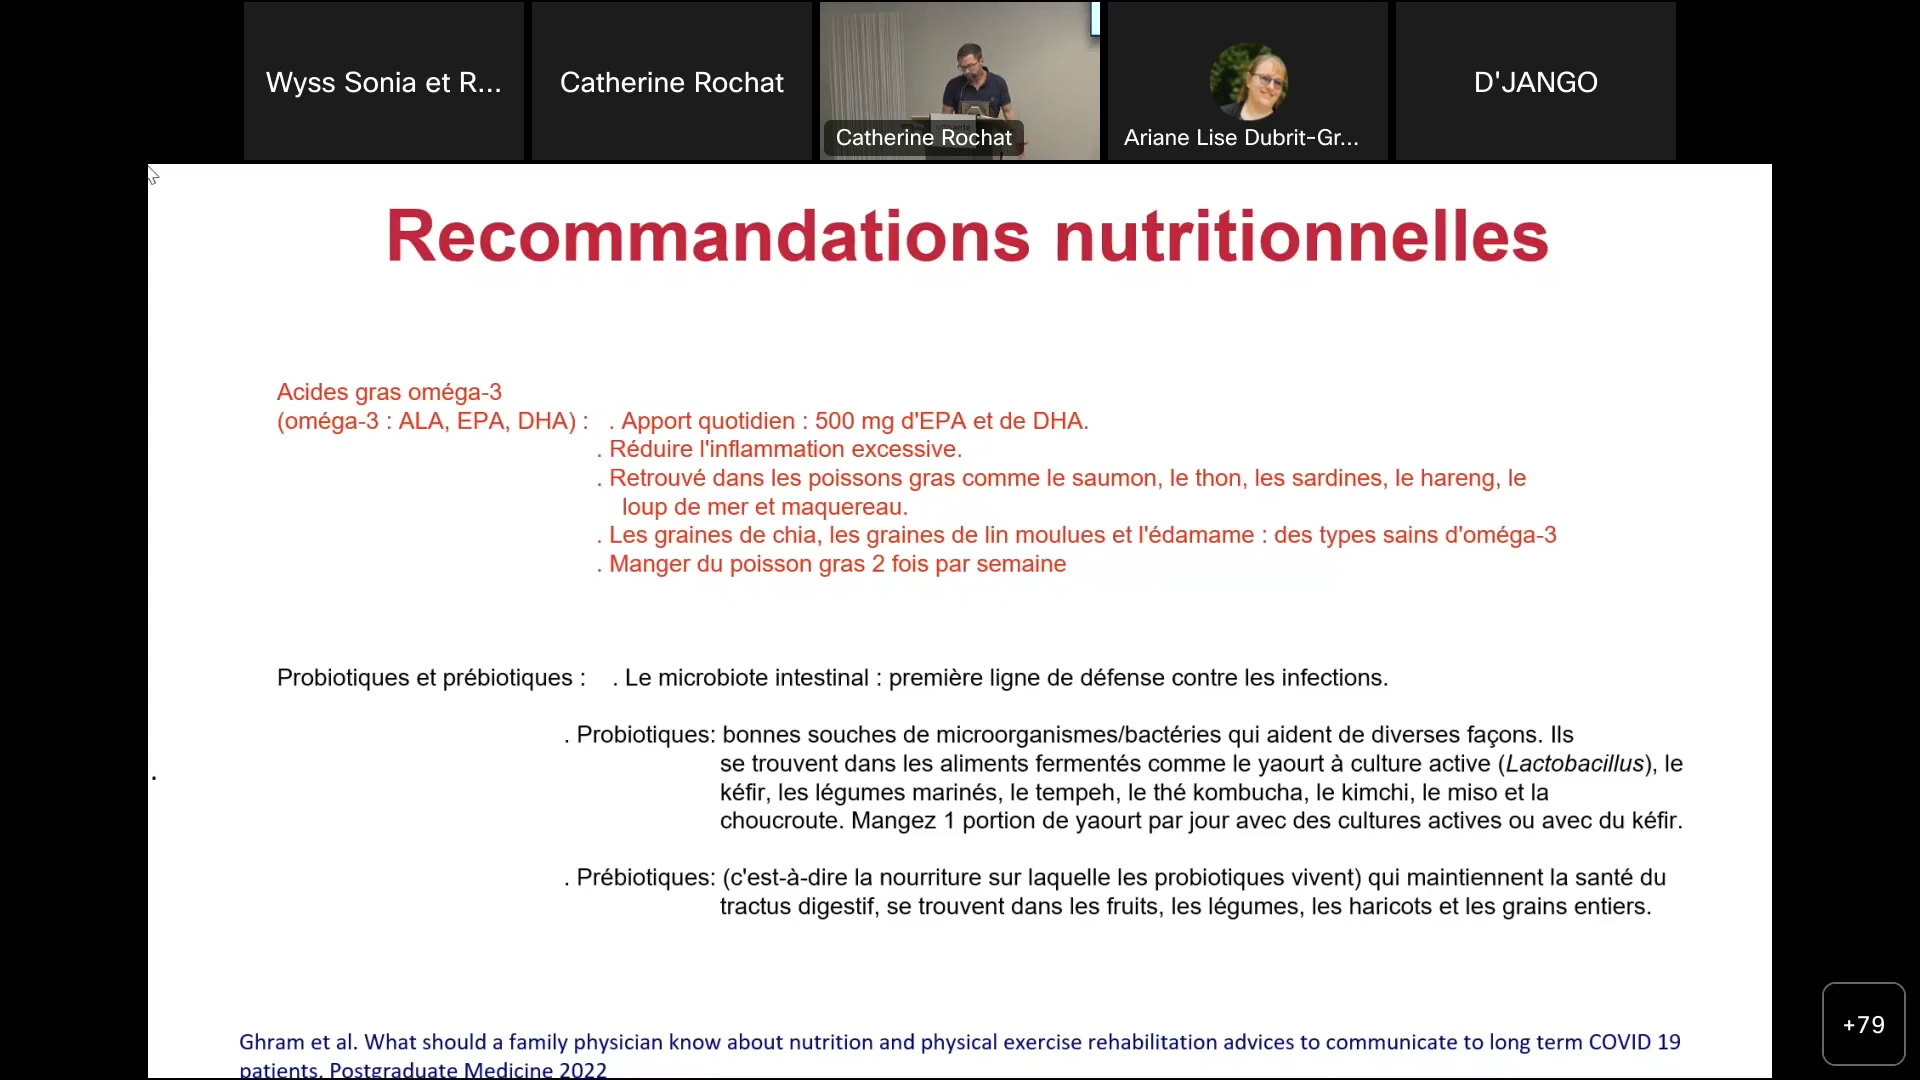 Wyss Sonia et R...
Catherine Rochat
Catherine Rochat
Ariane Lise Dubrit-Gr...
D'JANGO
Recommandations nutritionnelles
Acides gras oméga-3
(oméga-3 : ALA, EPA, DHA) : . Apport quotidien : 500 mg d'EPA et de DHA.
. Réduire l'inflammation excessive.
. Retrouvé dans les poissons gras comme le saumon, le thon, les sardines, le hareng, le
loup de mer et maquereau.
. Les graines de chia, les graines de lin moulues et l'édamame : des types sains d'oméga-3
. Manger du poisson gras 2 fois par semaine
Probiotiques et prébiotiques : . Le microbiote intestinal : première ligne de défense contre les infections.
. Probiotiques: bonnes souches de microorganismes/bactéries qui aident de diverses façons. Ils
se trouvent dans les aliments fermentés comme le yaourt à culture active (Lactobacillus), le
kéfir, les légumes marinés, le tempeh, le thé kombucha, le kimchi, le miso et la
choucroute. Mangez 1 portion de yaourt par jour avec des cultures actives ou avec du kéfir.
. Prébiotiques: (c'est-à-dire la nourriture sur laquelle les probiotiques vivent) qui maintiennent la santé du
tractus digestif, se trouvent dans les fruits, les légumes, les haricots et les grains entiers.
.
Ghram et al. What should a family physician know about nutrition and physical exercise rehabilitation advices to communicate to long term COVID 19
patients. Postgraduate Medicine 2022
+79